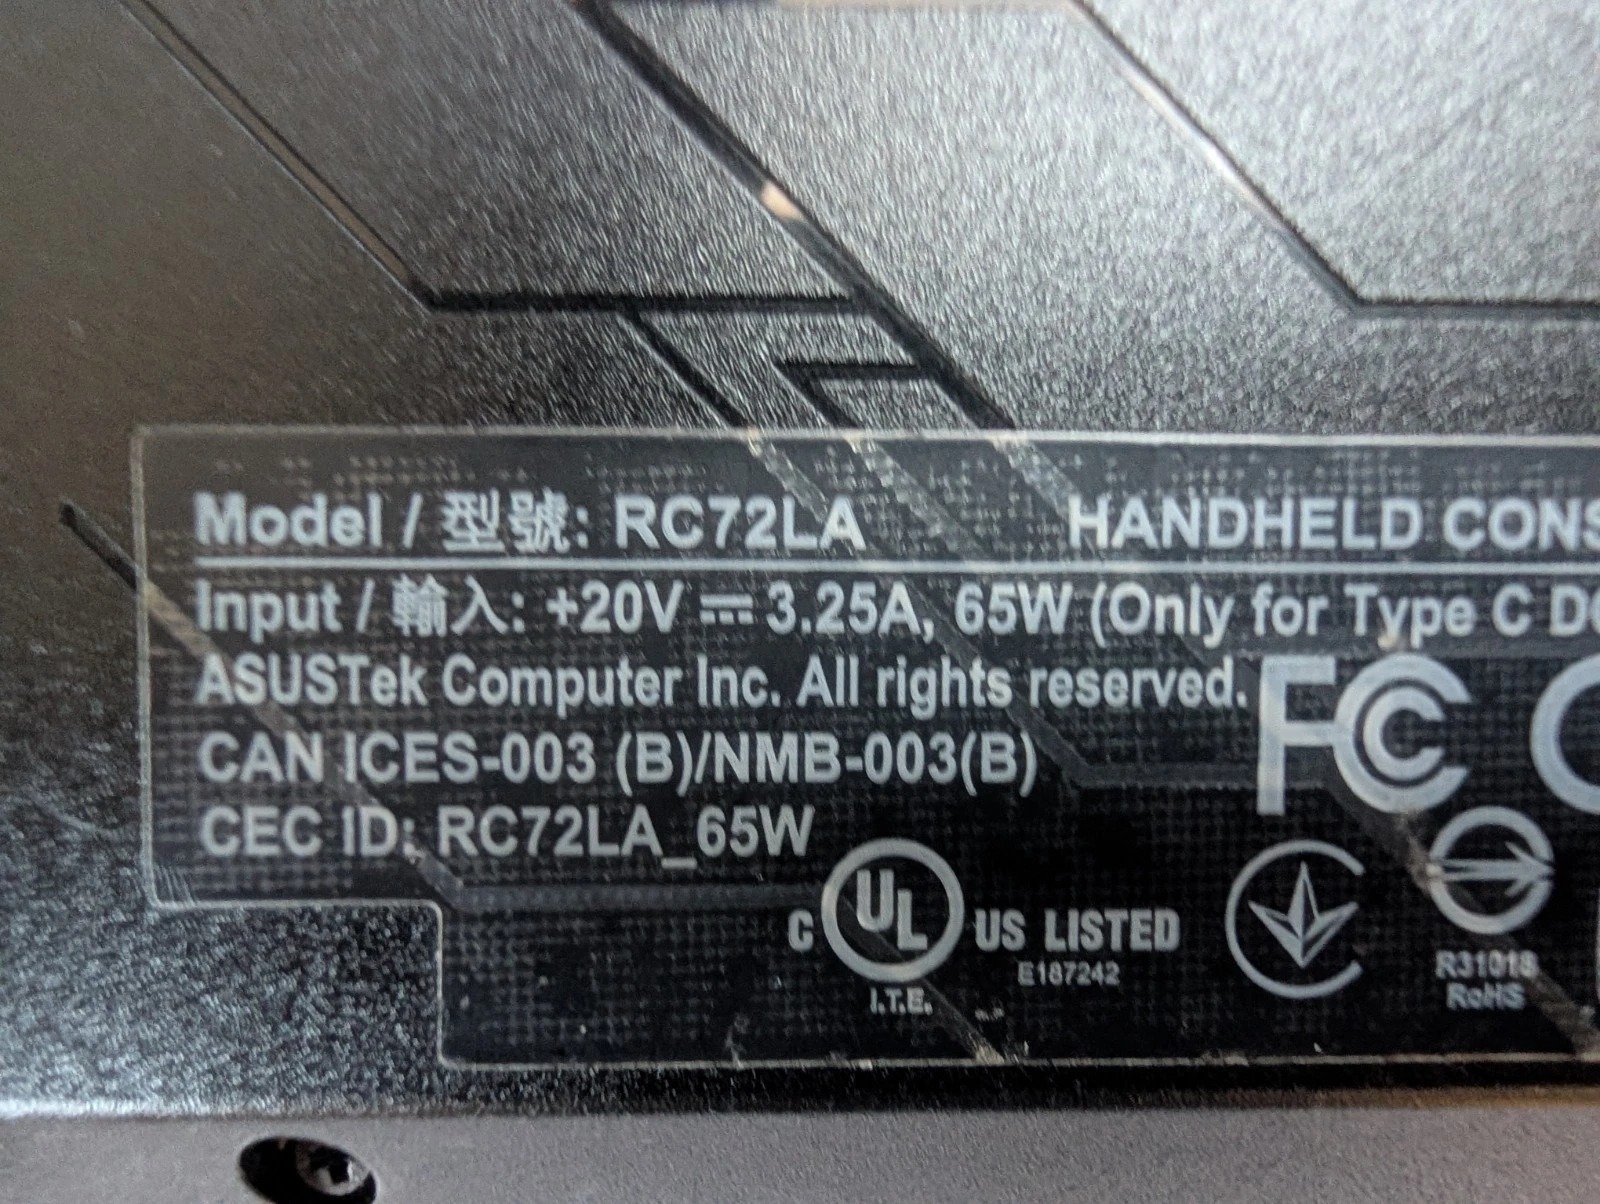 Model / 型號: RC72LA HANDHELD CONS
Input / 輸入: +20V ⎓ 3.25A, 65W (Only for Type C D
ASUSTek Computer Inc. All rights reserved.
FC
CAN ICES-003 (B)/NMB-003(B)
CEC ID: RC72LA_65W
C UL US LISTED
E187242
I.T.E.
R31018
RoHS